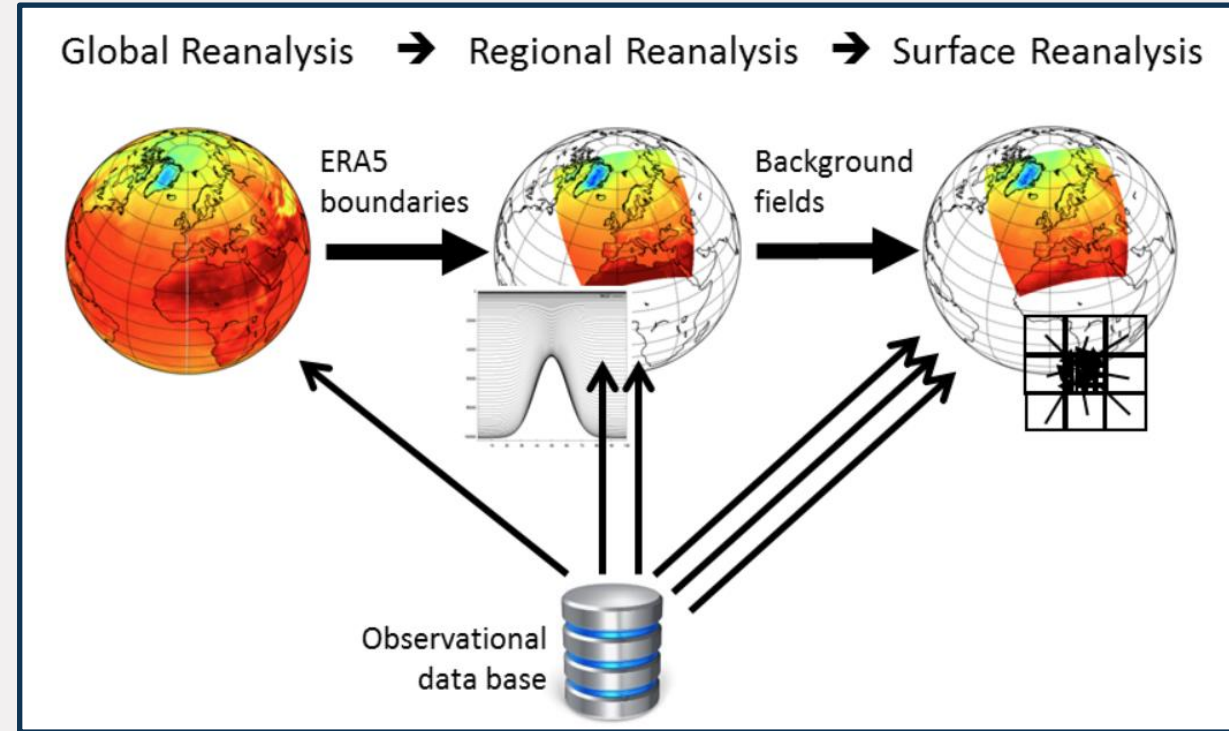 Global Reanalysis ➔ Regional Reanalysis ➔ Surface Reanalysis
ERA5
boundaries
Background
fields
Observational
data base